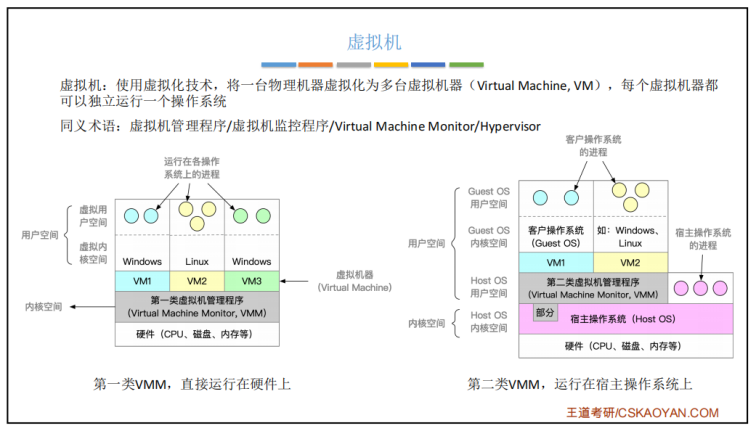 虚拟机
虚拟机：使用虚拟化技术，将一台物理机器虚拟化为多台虚拟机器（Virtual Machine, VM），每个虚拟机器都
可以独立运行一个操作系统
同义术语：虚拟机管理程序/虚拟机监控程序/Virtual Machine Monitor/Hypervisor
运行在各操作
系统上的进程
用户空间
虚拟用
户空间
虚拟内
核空间
Windows
Linux
Windows
VM1
VM2
VM3
虚拟机器
(Virtual Machine)
内核空间
第一类虚拟机管理程序
(Virtual Machine Monitor, VMM)
硬件（CPU、磁盘、内存等）
第一类VMM，直接运行在硬件上
客户操作系统
的进程
用户空间
Guest OS
用户空间
Guest OS
内核空间
客户操作系统
(Guest OS)
如：Windows、
Linux
宿主操作系统
的进程
VM1
VM2
Host OS
用户空间
第二类虚拟机管理程序
(Virtual Machine Monitor, VMM)
内核空间
Host OS
内核空间
部分
宿主操作系统（Host OS）
硬件（CPU、磁盘、内存等）
第二类VMM，运行在宿主操作系统上
王道考研/CSKAOYAN.COM